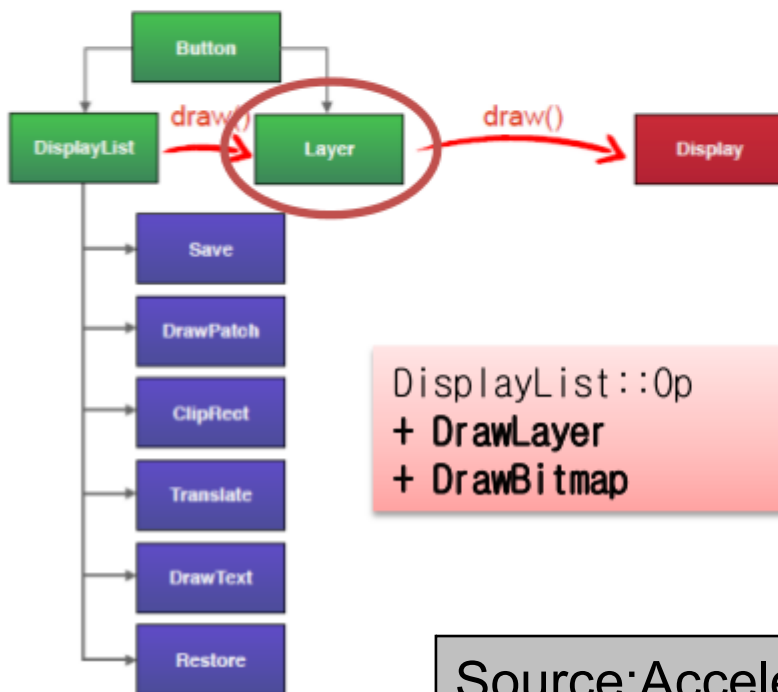 Button
draw()
draw()
DisplayList
Layer
Display
Save
DrawPatch
ClipRect
Translate
DrawText
Restore
DisplayList::Op
+ DrawLayer
+ DrawBitmap